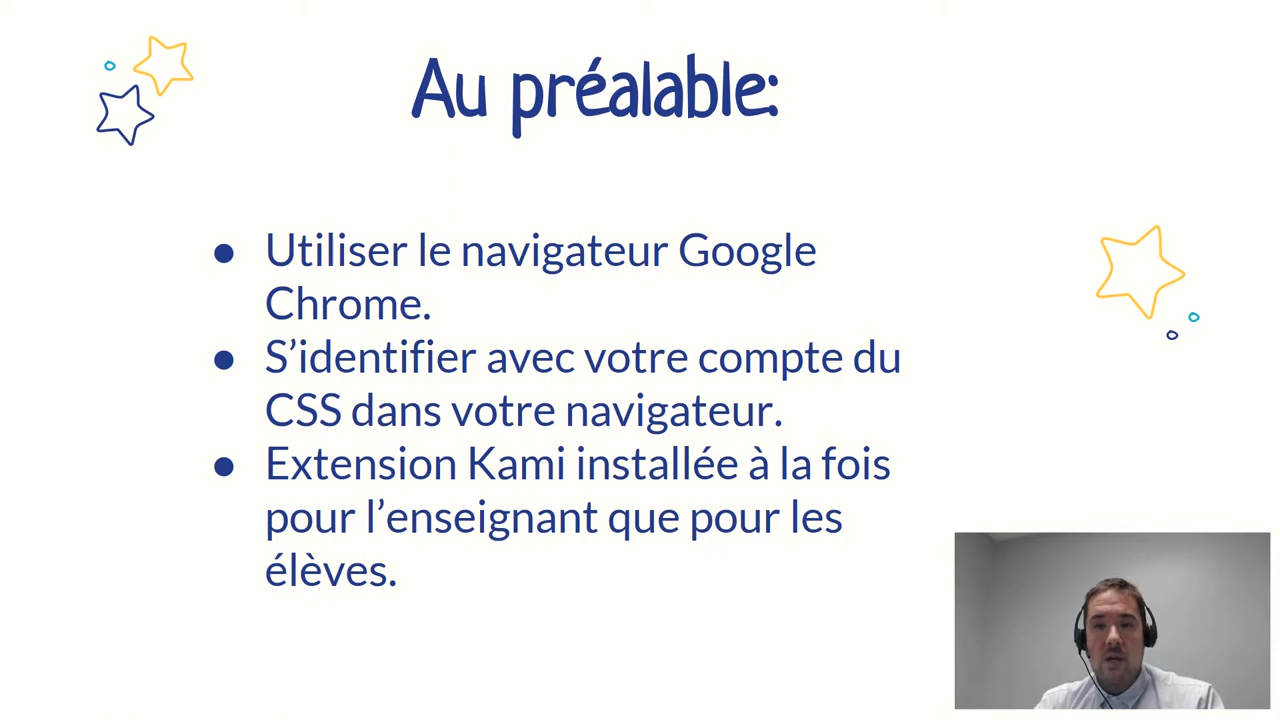 Au préalable:
● Utiliser le navigateur Google
Chrome.
● S’identifier avec votre compte du
CSS dans votre navigateur.
● Extension Kami installée à la fois
pour l’enseignant que pour les
élèves.